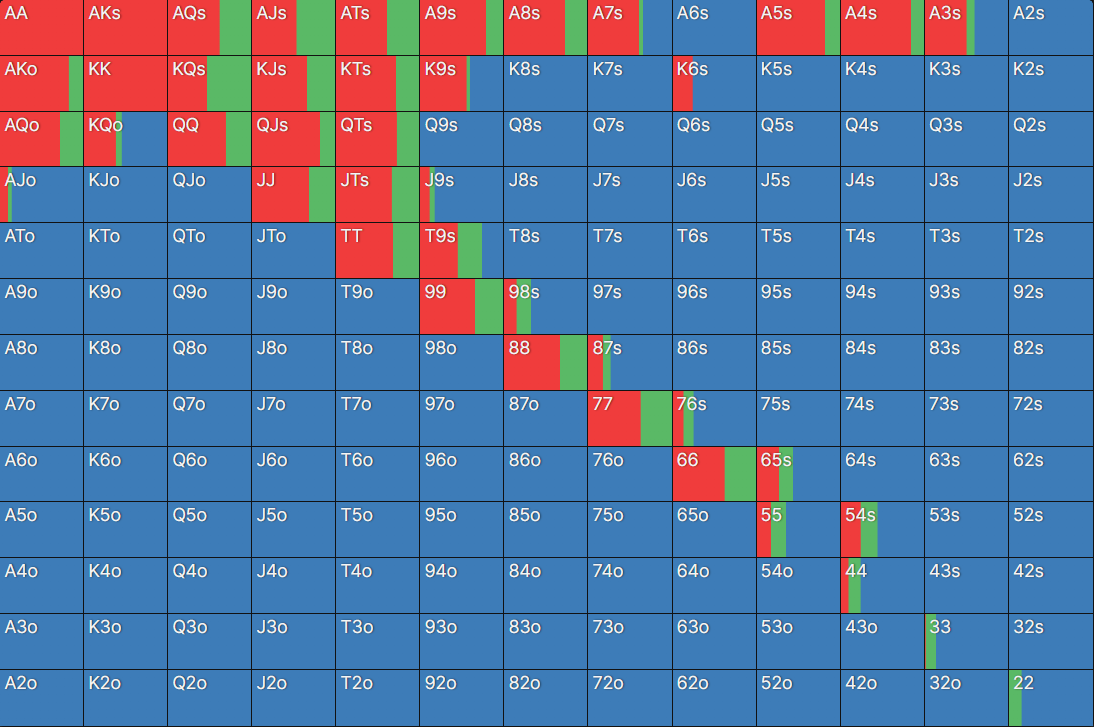 AA AKs AQs AJs ATs A9s A8s A7s A6s A5s A4s A3s A2s
AKo KK KQs KJs KTs K9s K8s K7s K6s K5s K4s K3s K2s
AQo KQo QQ QJs QTs Q9s Q8s Q7s Q6s Q5s Q4s Q3s Q2s
AJo KJo QJo JJ JTs J9s J8s J7s J6s J5s J4s J3s J2s
ATo KTo QTo JTo TT T9s T8s T7s T6s T5s T4s T3s T2s
A9o K9o Q9o J9o T9o 99 98s 97s 96s 95s 94s 93s 92s
A8o K8o Q8o J8o T8o 98o 88 87s 86s 85s 84s 83s 82s
A7o K7o Q7o J7o T7o 97o 87o 77 76s 75s 74s 73s 72s
A6o K6o Q6o J6o T6o 96o 86o 76o 66 65s 64s 63s 62s
A5o K5o Q5o J5o T5o 95o 85o 75o 65o 55 54s 53s 52s
A4o K4o Q4o J4o T4o 94o 84o 74o 64o 54o 44 43s 42s
A3o K3o Q3o J3o T3o 93o 83o 73o 63o 53o 43o 33 32s
A2o K2o Q2o J2o T2o 92o 82o 72o 62o 52o 42o 32o 22